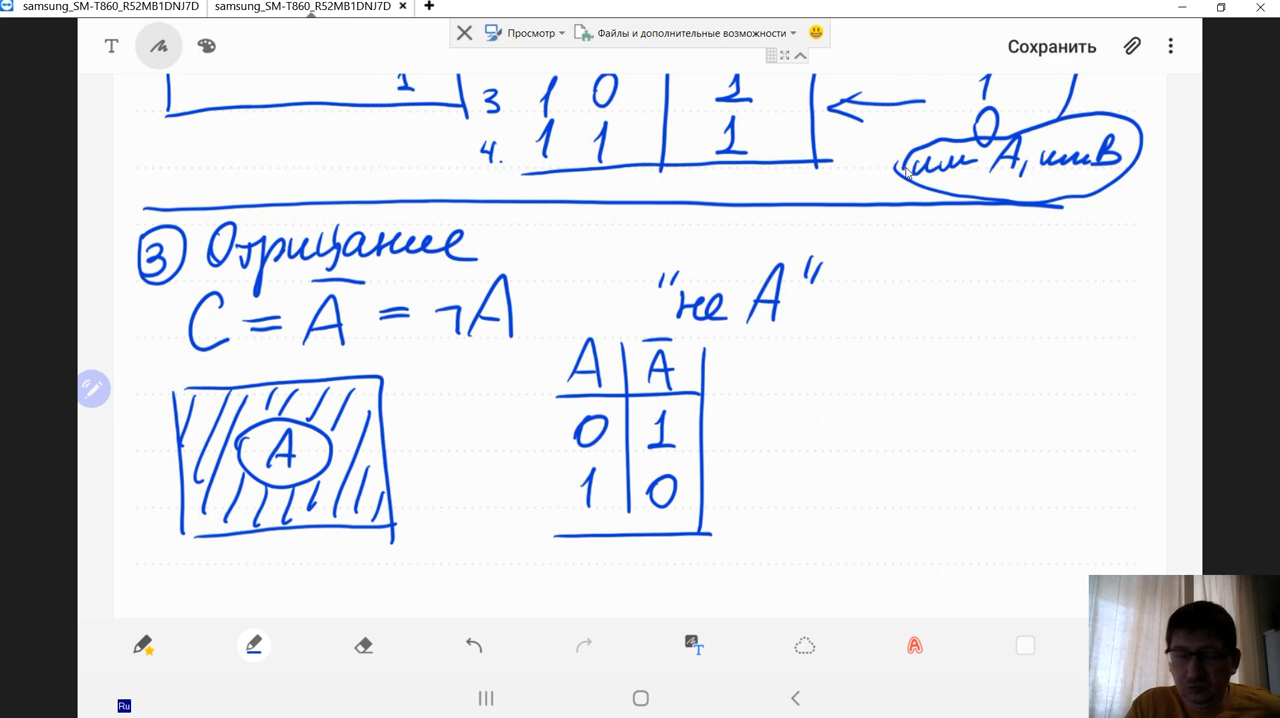 samsung_SM-T860_R52MB1DNJ7D samsung_SM-T860_R52MB1DNJ7D
Просмотр Файлы и дополнительные возможности
T Сохранить
1 3 1 0 1 1
4. 1 1 1 0
или A, или B
3 Отрицание
C = A̅ = ¬A "не A"
A A̅
A 0 1
1 0
T A
Ru